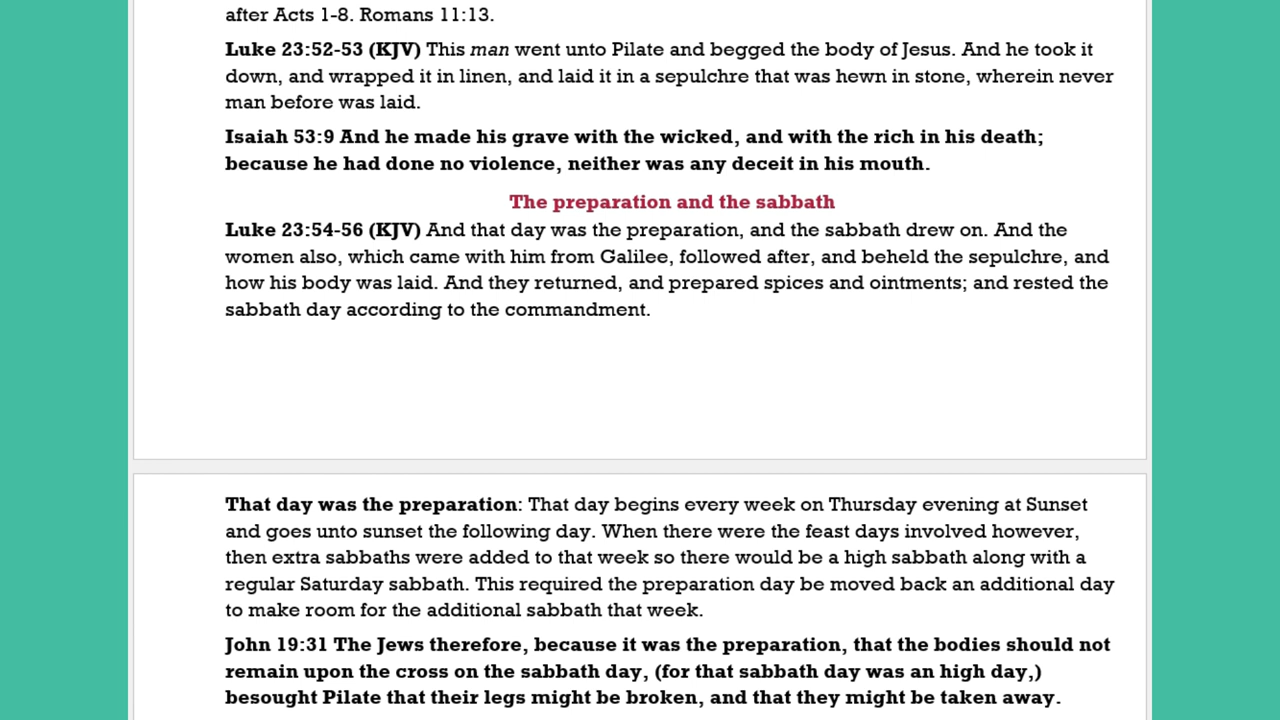 after Acts 1-8. Romans 11:13.
Luke 23:52-53 (KJV) This man went unto Pilate and begged the body of Jesus. And he took it
down, and wrapped it in linen, and laid it in a sepulchre that was hewn in stone, wherein never
man before was laid.
Isaiah 53:9 And he made his grave with the wicked, and with the rich in his death;
because he had done no violence, neither was any deceit in his mouth.
The preparation and the sabbath
Luke 23:54-56 (KJV) And that day was the preparation, and the sabbath drew on. And the
women also, which came with him from Galilee, followed after, and beheld the sepulchre, and
how his body was laid. And they returned, and prepared spices and ointments; and rested the
sabbath day according to the commandment.
That day was the preparation: That day begins every week on Thursday evening at Sunset
and goes unto sunset the following day. When there were the feast days involved however,
then extra sabbaths were added to that week so there would be a high sabbath along with a
regular Saturday sabbath. This required the preparation day be moved back an additional day
to make room for the additional sabbath that week.
John 19:31 The Jews therefore, because it was the preparation, that the bodies should not
remain upon the cross on the sabbath day, (for that sabbath day was an high day,)
besought Pilate that their legs might be broken, and that they might be taken away.